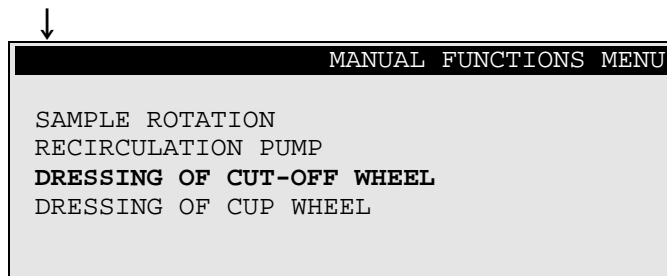 MANUAL FUNCTIONS MENU
SAMPLE ROTATION
RECIRCULATION PUMP
DRESSING OF CUT-OFF WHEEL
DRESSING OF CUP WHEEL